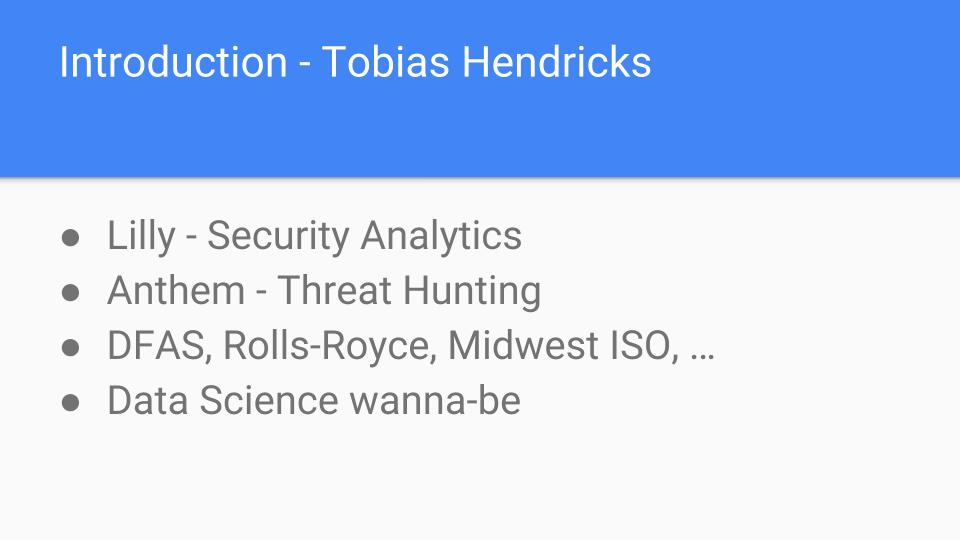 Introduction - Tobias Hendricks
● Lilly - Security Analytics
● Anthem - Threat Hunting
● DFAS, Rolls-Royce, Midwest ISO, …
● Data Science wanna-be